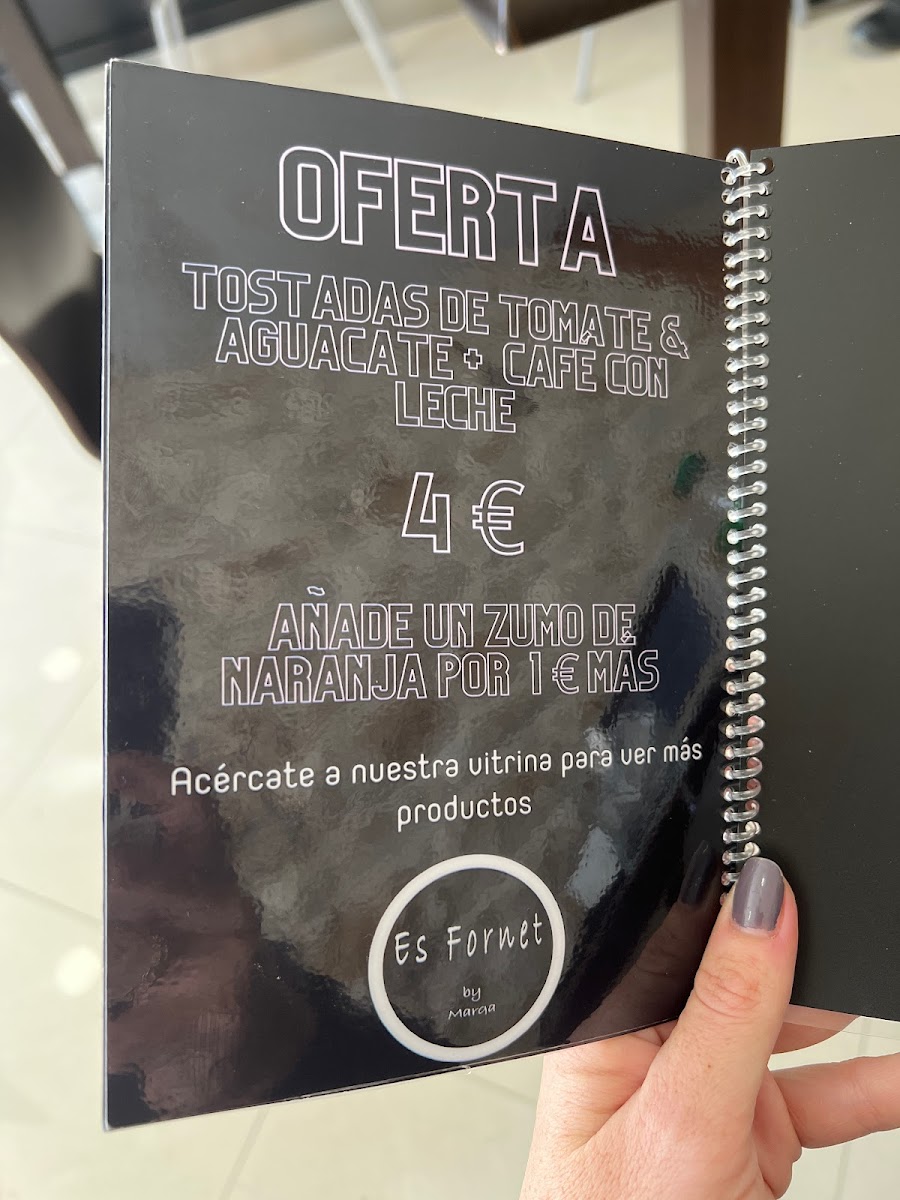 OFERTA
TOSTADAS DE TOMATE &
AGUACATE + CAFÉ CON
LECHE
4 €
AÑADE UN ZUMO DE
NARANJA POR 1 € MÁS
Acércate a nuestra vitrina para ver más
productos
Es Fornet
by
Marga